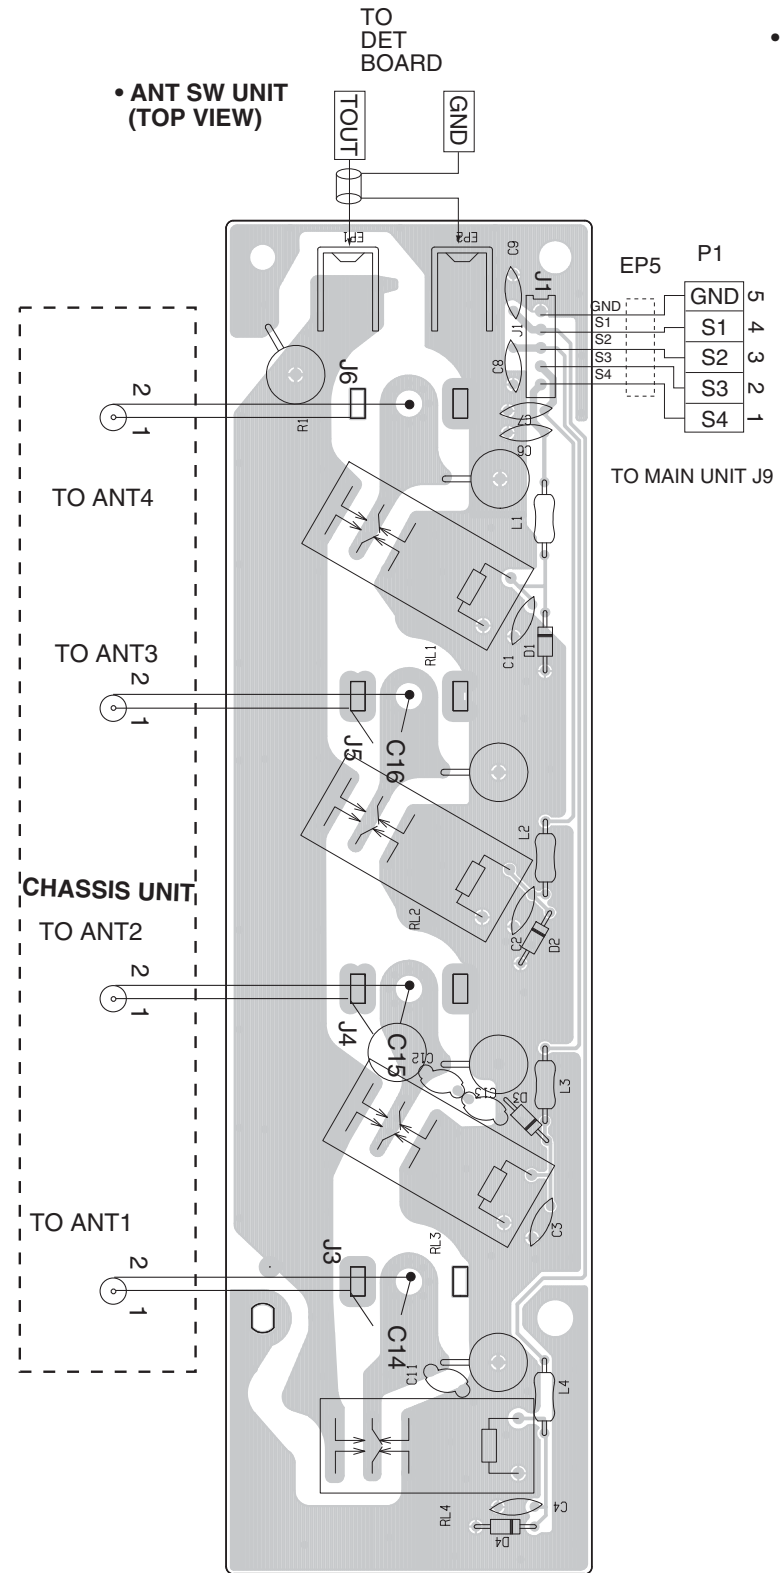 TO
DET
BOARD
• ANT SW UNIT
(TOP VIEW)
TOUT
GND
EP1
EP2
C9
J1
J1
GND
S1
S2
S3
S4
EP5
P1
GND 5
S1 4
S2 3
S3 2
S4 1
TO MAIN UNIT J9
C8
C7
C6
R1
J6
2
1
TO ANT4
L1
C1
D1
RL1
TO ANT3
2
1
J5
C16
L2
RL2
C2
D2
CHASSIS UNIT
TO ANT2
2
1
J4
C15
C12
C13
D3
L3
C3
RL3
TO ANT1
2
1
J3
C14
C11
L4
RL4
C4
D4